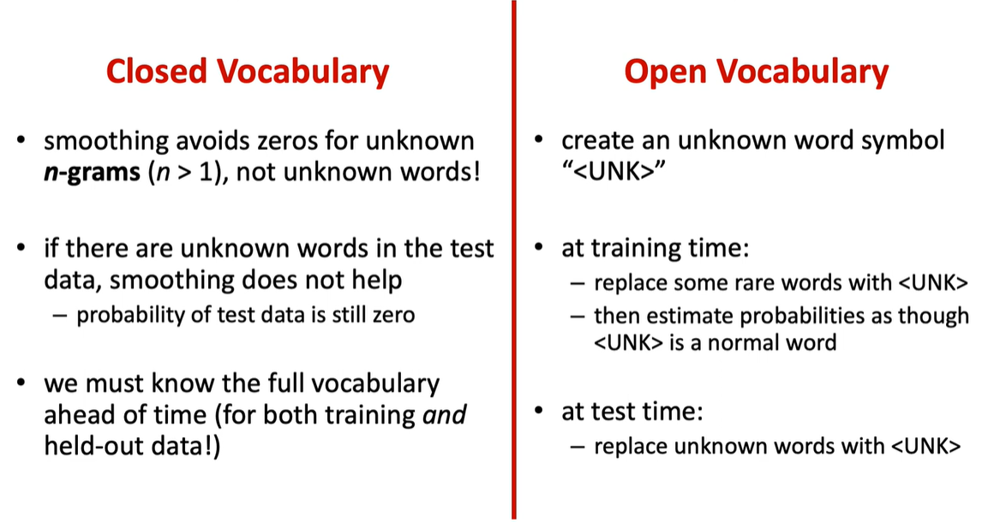 Closed Vocabulary
• smoothing avoids zeros for unknown
n-grams (n > 1), not unknown words!
• if there are unknown words in the test
data, smoothing does not help
– probability of test data is still zero
• we must know the full vocabulary
ahead of time (for both training and
held-out data!)
Open Vocabulary
• create an unknown word symbol
“<UNK>”
• at training time:
– replace some rare words with <UNK>
– then estimate probabilities as though
<UNK> is a normal word
• at test time:
– replace unknown words with <UNK>